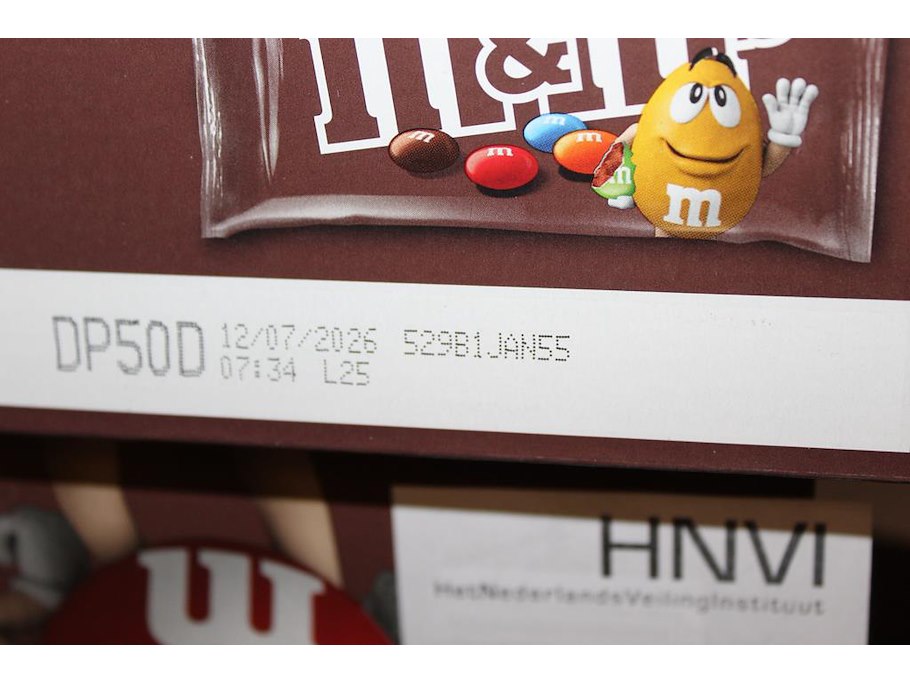 m&m's
m
m
m
m
m
m
DP50D 12/07/2026 529B1JAN55
07:34 L25
m
HNVI
HetNederlandsVeilingInstituut